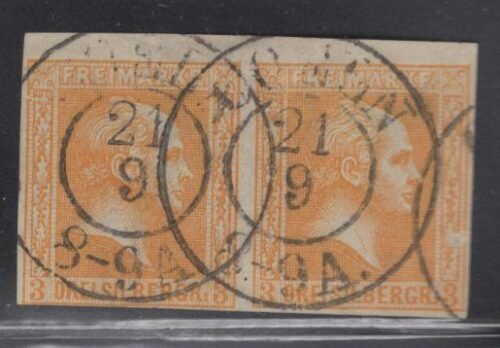 FREIMARKE
FREIMARKE
21
9
8-9A.
21
9
8-9A.
3 DREI SILBERGR. 3
3 DREI SILBERGR. 3